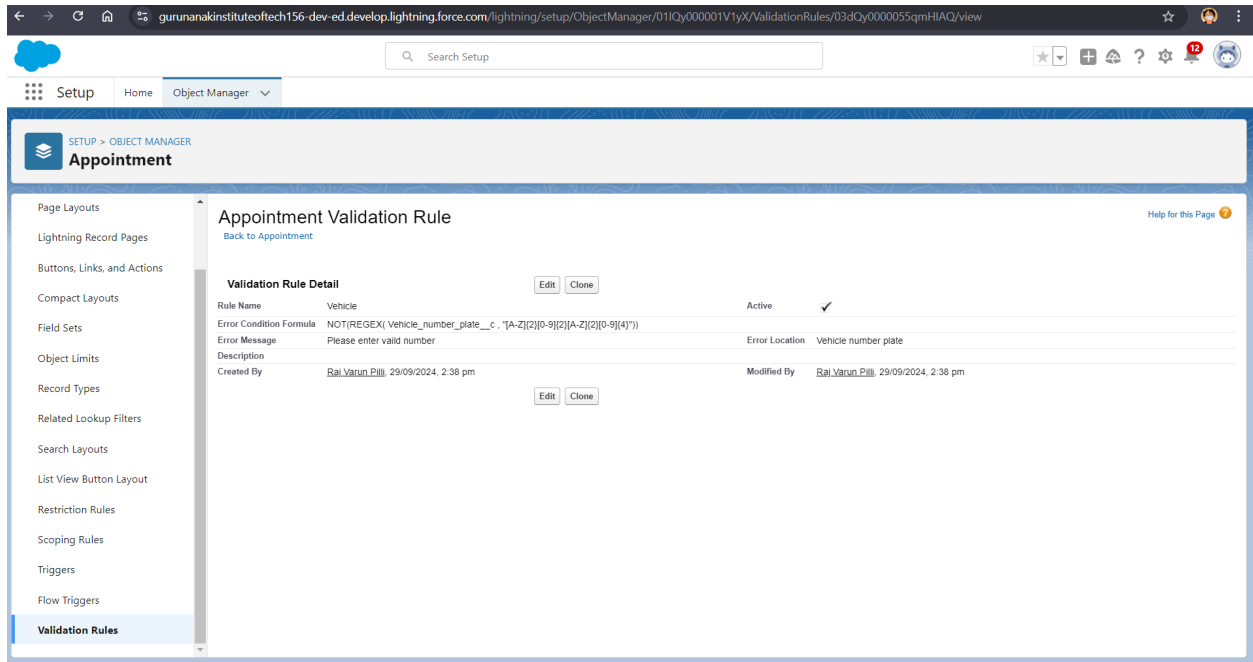 gurunanakinstituteoftech156-dev-ed.develop.lightning.force.com/lightning/setup/ObjectManager/01IQy000001V1yX/ValidationRules/03dQy0000055qmHIAQ/view
Search Setup
12
Setup Home Object Manager
SETUP > OBJECT MANAGER
Appointment
Page Layouts
Lightning Record Pages
Buttons, Links, and Actions
Compact Layouts
Field Sets
Object Limits
Record Types
Related Lookup Filters
Search Layouts
List View Button Layout
Restriction Rules
Scoping Rules
Triggers
Flow Triggers
Validation Rules
Appointment Validation Rule
Help for this Page
Back to Appointment
Validation Rule Detail Edit Clone
Rule Name Vehicle Active
Error Condition Formula NOT(REGEX( Vehicle_number_plate__c , "[A-Z]{2}[0-9]{2}[A-Z]{2}[0-9]{4}"))
Error Message Please enter vaild number Error Location Vehicle number plate
Description
Created By Raj Varun Pilli, 29/09/2024, 2:38 pm Modified By Raj Varun Pilli, 29/09/2024, 2:38 pm
Edit Clone